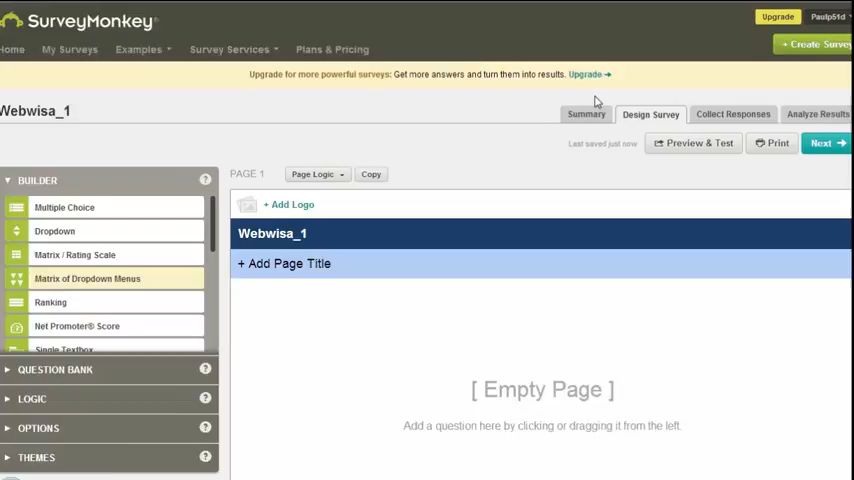 SurveyMonkey®
Upgrade
Paulp51d
Home
My Surveys
Examples
Survey Services
Plans & Pricing
+ Create Survey
Upgrade for more powerful surveys: Get more answers and turn them into results. Upgrade
Webwisa_1
Summary
Design Survey
Collect Responses
Analyze Results
Last saved just now
Preview & Test
Print
Next
BUILDER
?
PAGE 1
Page Logic
Copy
Multiple Choice
+ Add Logo
Dropdown
Webwisa_1
Matrix / Rating Scale
+ Add Page Title
Matrix of Dropdown Menus
Ranking
Net Promoter® Score
Single Textbox
QUESTION BANK
?
[ Empty Page ]
LOGIC
?
Add a question here by clicking or dragging it from the left.
OPTIONS
?
THEMES
?